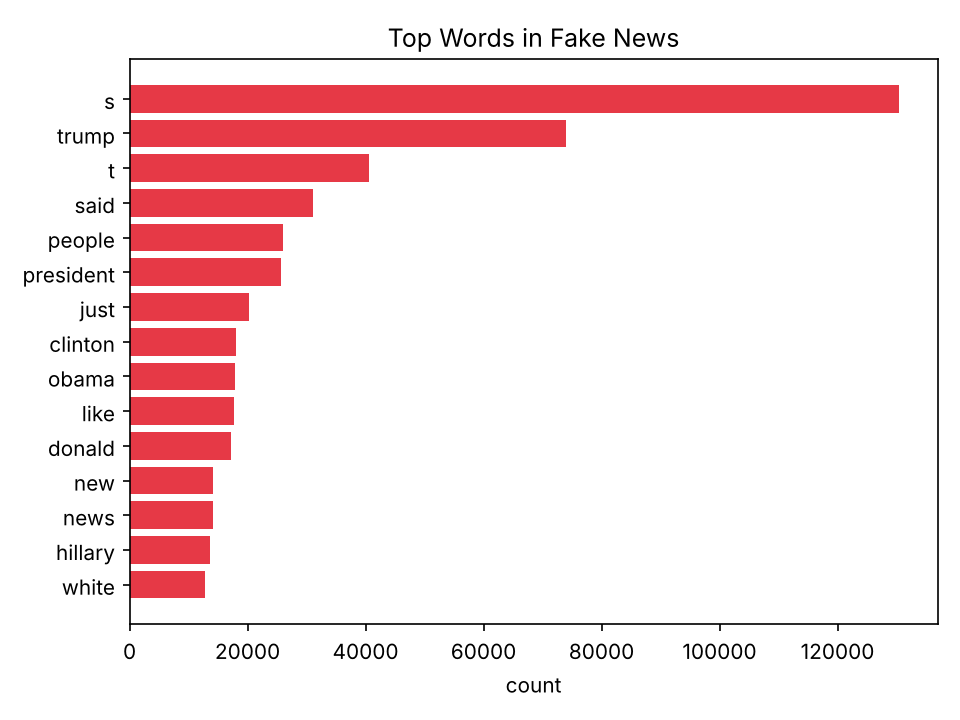 Top Words in Fake News
s
trump
t
said
people
president
just
clinton
obama
like
donald
new
news
hillary
white
0 20000 40000 60000 80000 100000 120000
count